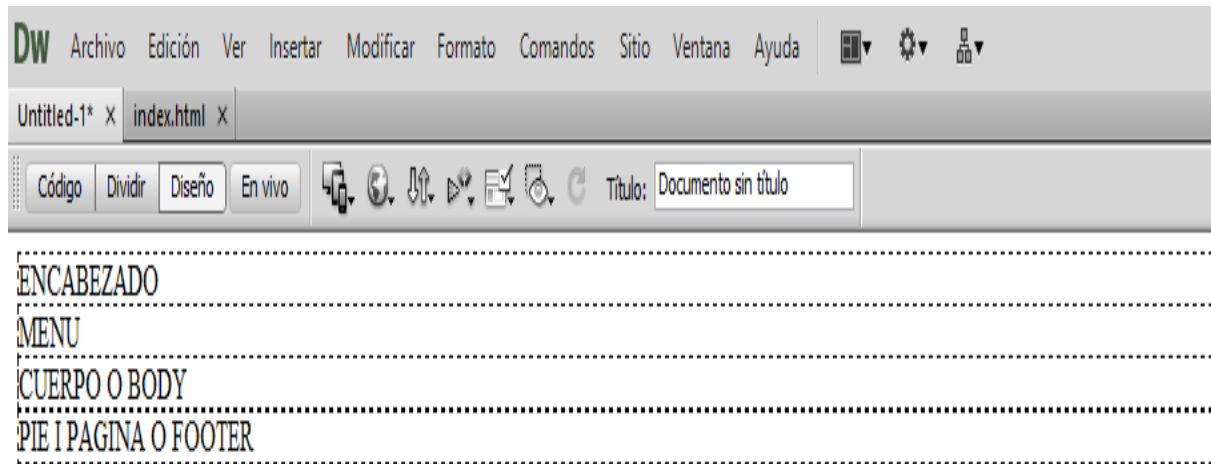 Dw Archivo Edición Ver Insertar Modificar Formato Comandos Sitio Ventana Ayuda
Untitled-1* × index.html ×
Código Dividir Diseño En vivo Título: Documento sin título
ENCABEZADO
MENU
CUERPO O BODY
PIE I PAGINA O FOOTER